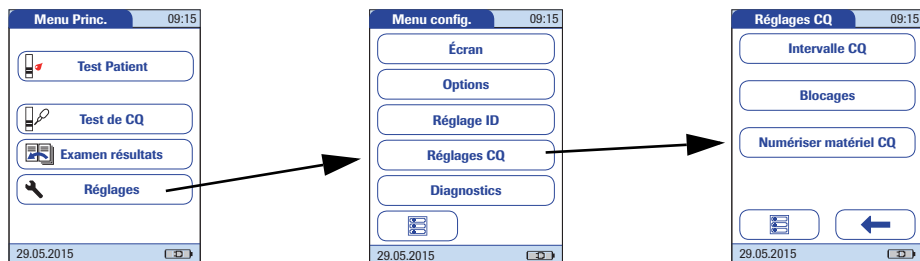 Menu Princ. 09:15
Test Patient
Test de CQ
Examen résultats
Réglages
29.05.2015
Menu config. 09:15
Écran
Options
Réglage ID
Réglages CQ
Diagnostics
29.05.2015
Réglages CQ 09:15
Intervalle CQ
Blocages
Numériser matériel CQ
29.05.2015